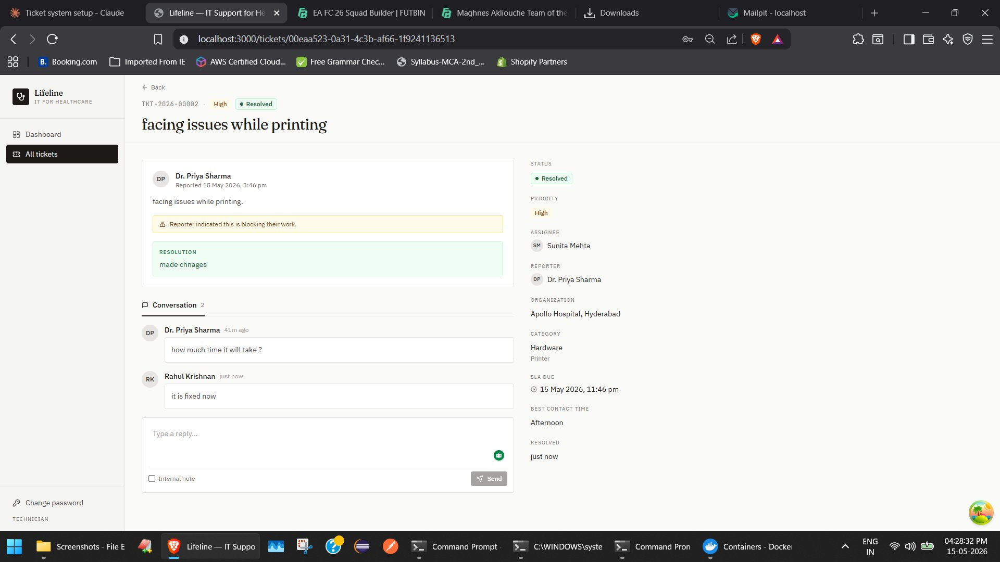 Ticket system setup - Claude
Lifeline — IT Support for He
EA FC 26 Squad Builder | FUTBIN
Maghnes Akliouche Team of the
Downloads
Mailpit - localhost
localhost:3000/tickets/00eaa523-0a31-4c3b-af66-1f9241136513
B. Booking.com
Imported From IE
AWS Certified Cloud...
Free Grammar Chec...
Syllabus-MCA-2nd_...
Shopify Partners
Lifeline
IT FOR HEALTHCARE
Dashboard
All tickets
Change password
TECHNICIAN
← Back
TKT-2026-00002 · High Resolved
facing issues while printing
DP Dr. Priya Sharma
Reported 15 May 2026, 3:46 pm
facing issues while printing.
Reporter indicated this is blocking their work.
RESOLUTION
made chnages
Conversation 2
DP Dr. Priya Sharma 41m ago
how much time it will take ?
RK Rahul Krishnan just now
it is fixed now
Type a reply...
Internal note
Send
STATUS
Resolved
PRIORITY
High
ASSIGNEE
SM Sunita Mehta
REPORTER
DP Dr. Priya Sharma
ORGANIZATION
Apollo Hospital, Hyderabad
CATEGORY
Hardware
Printer
SLA DUE
15 May 2026, 11:46 pm
BEST CONTACT TIME
Afternoon
RESOLVED
just now
Screenshots - File E
Lifeline — IT Suppo
Command Prompt -
C:\WINDOWS\syste
Command Pron
Containers - Docke
ENG
IN
04:28:32 PM
15-05-2026